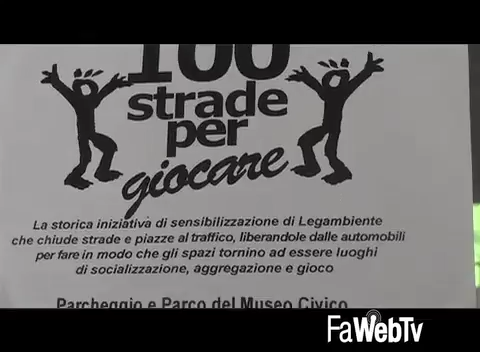 100
strade
per
giocare
La storica iniziativa di sensibilizzazione di Legambiente
che chiude strade e piazze al traffico, liberandole dalle automobili
per fare in modo che gli spazi tornino ad essere luoghi
di socializzazione, aggregazione e gioco
Parcheggio e Parco del Museo Civico
FaWebTv